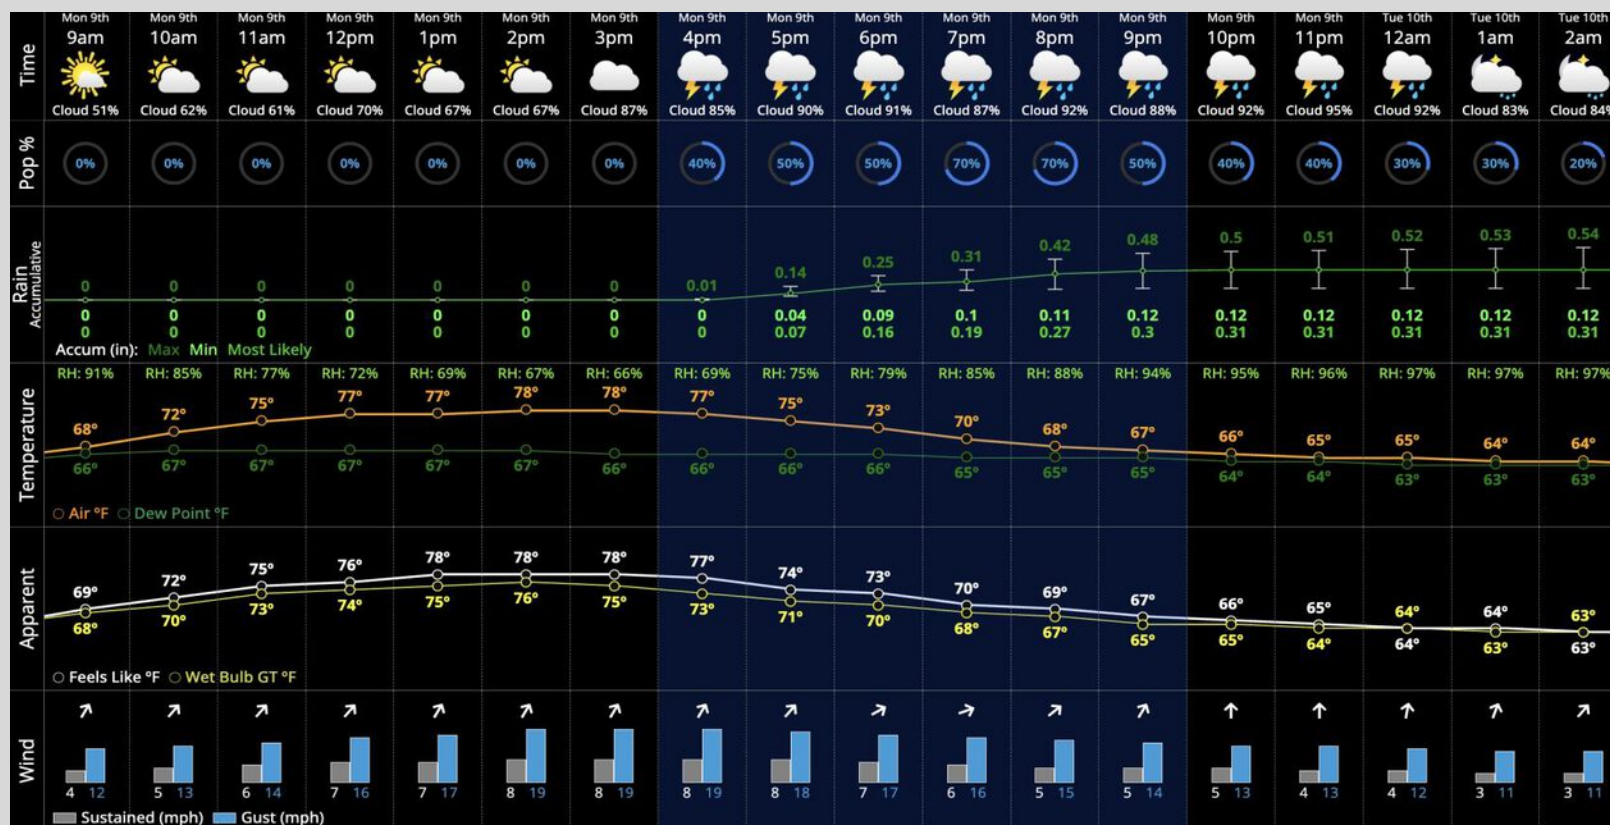 Time
Mon 9th Mon 9th Mon 9th Mon 9th Mon 9th Mon 9th Mon 9th Mon 9th Mon 9th Mon 9th Mon 9th Mon 9th Mon 9th Mon 9th Mon 9th Tue 10th Tue 10th Tue 10th
9am 10am 11am 12pm 1pm 2pm 3pm 4pm 5pm 6pm 7pm 8pm 9pm 10pm 11pm 12am 1am 2am
Cloud 51% Cloud 62% Cloud 61% Cloud 70% Cloud 67% Cloud 67% Cloud 87% Cloud 85% Cloud 90% Cloud 91% Cloud 87% Cloud 92% Cloud 88% Cloud 92% Cloud 95% Cloud 92% Cloud 83% Cloud 84%
Pop %
0% 0% 0% 0% 0% 0% 0% 40% 50% 50% 70% 70% 50% 40% 40% 30% 30% 20%
Rain
Accumulative
0 0 0 0 0 0 0 0.01 0.14 0.25 0.31 0.42 0.48 0.5 0.51 0.52 0.53 0.54
0 0 0 0 0 0 0 0 0.04 0.09 0.1 0.11 0.12 0.12 0.12 0.12 0.12 0.12
0 0 0 0 0 0 0 0 0.07 0.16 0.19 0.27 0.3 0.31 0.31 0.31 0.31 0.31
Accum (in): Max Min Most Likely
Temperature
RH: 91% RH: 85% RH: 77% RH: 72% RH: 69% RH: 67% RH: 66% RH: 69% RH: 75% RH: 79% RH: 85% RH: 88% RH: 94% RH: 95% RH: 96% RH: 97% RH: 97% RH: 97%
68° 72° 75° 77° 77° 78° 78° 77° 75° 73° 70° 68° 67° 66° 65° 65° 64° 64°
66° 67° 67° 67° 67° 67° 66° 66° 66° 66° 65° 65° 65° 64° 64° 63° 63° 63°
Air °F Dew Point °F
Apparent
69° 72° 75° 76° 78° 78° 78° 77° 74° 73° 70° 69° 67° 66° 65° 64° 64° 63°
68° 70° 73° 74° 75° 76° 75° 73° 71° 70° 68° 67° 65° 65° 64° 64° 63° 63°
Feels Like °F Wet Bulb GT °F
Wind
4 12 5 13 6 14 7 16 7 17 8 19 8 19 8 19 8 18 7 17 6 16 5 15 5 14 5 13 4 13 4 12 3 11 3 11
Sustained (mph) Gust (mph)